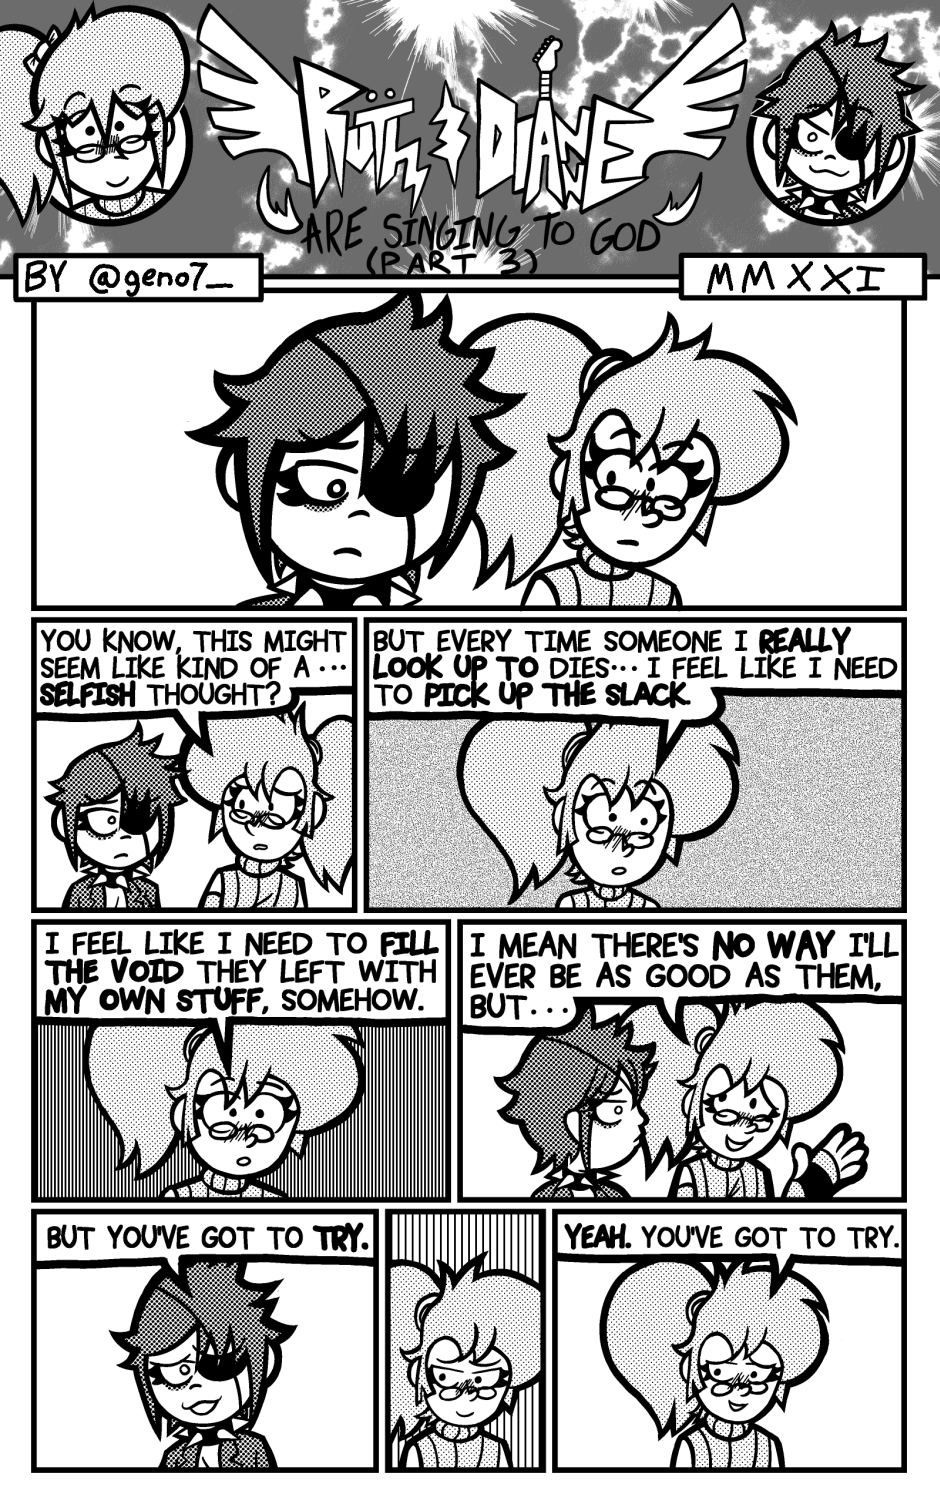 RÜTH & DIANE
ARE SINGING TO GOD
(PART 3)
BY @geno7_
MMXXI
YOU KNOW, THIS MIGHT
SEEM LIKE KIND OF A ...
SELFISH THOUGHT?
BUT EVERY TIME SOMEONE I REALLY
LOOK UP TO DIES... I FEEL LIKE I NEED
TO PICK UP THE SLACK.
I FEEL LIKE I NEED TO FILL
THE VOID THEY LEFT WITH
MY OWN STUFF, SOMEHOW.
I MEAN THERE'S NO WAY I'LL
EVER BE AS GOOD AS THEM,
BUT...
BUT YOU'VE GOT TO TRY.
YEAH. YOU'VE GOT TO TRY.